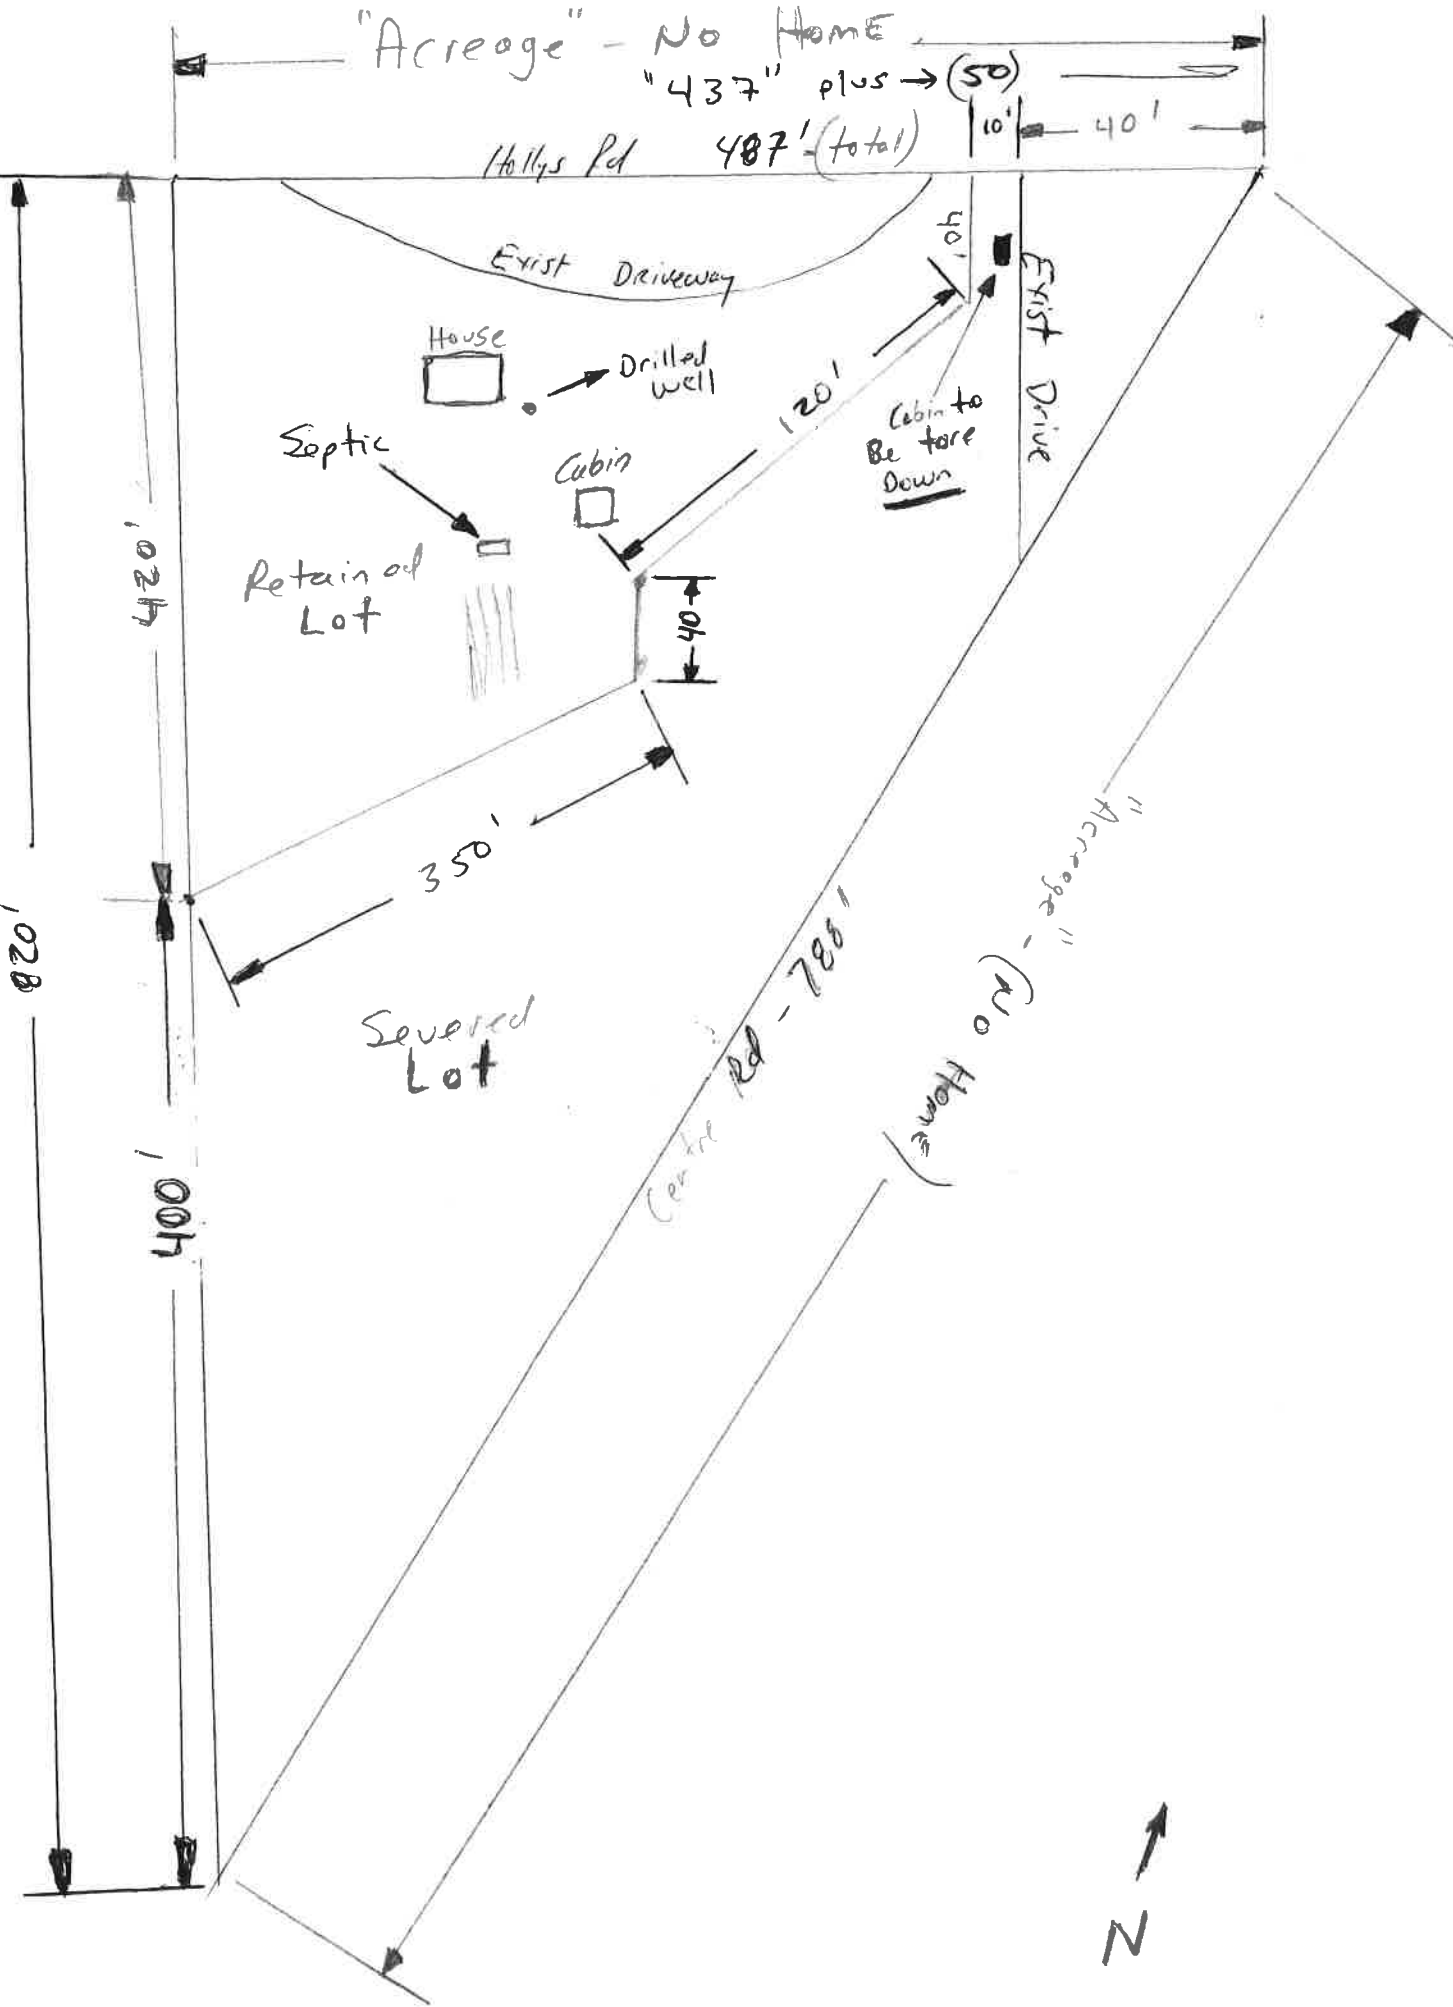 "Acreage" - No HomE
"437" plus → (50)
10'
40'
Hollys Rd 487' (total)
40'
Exist Driveway
Exist Drive
House
Drilled
well
120'
Cabin to
Be tore
Down
Septic
Cabin
420'
Retained
Lot
40
350'
820'
"Acreage" - (No HomE)
Centre Rd - 788'
Severed
Lot
400'
N